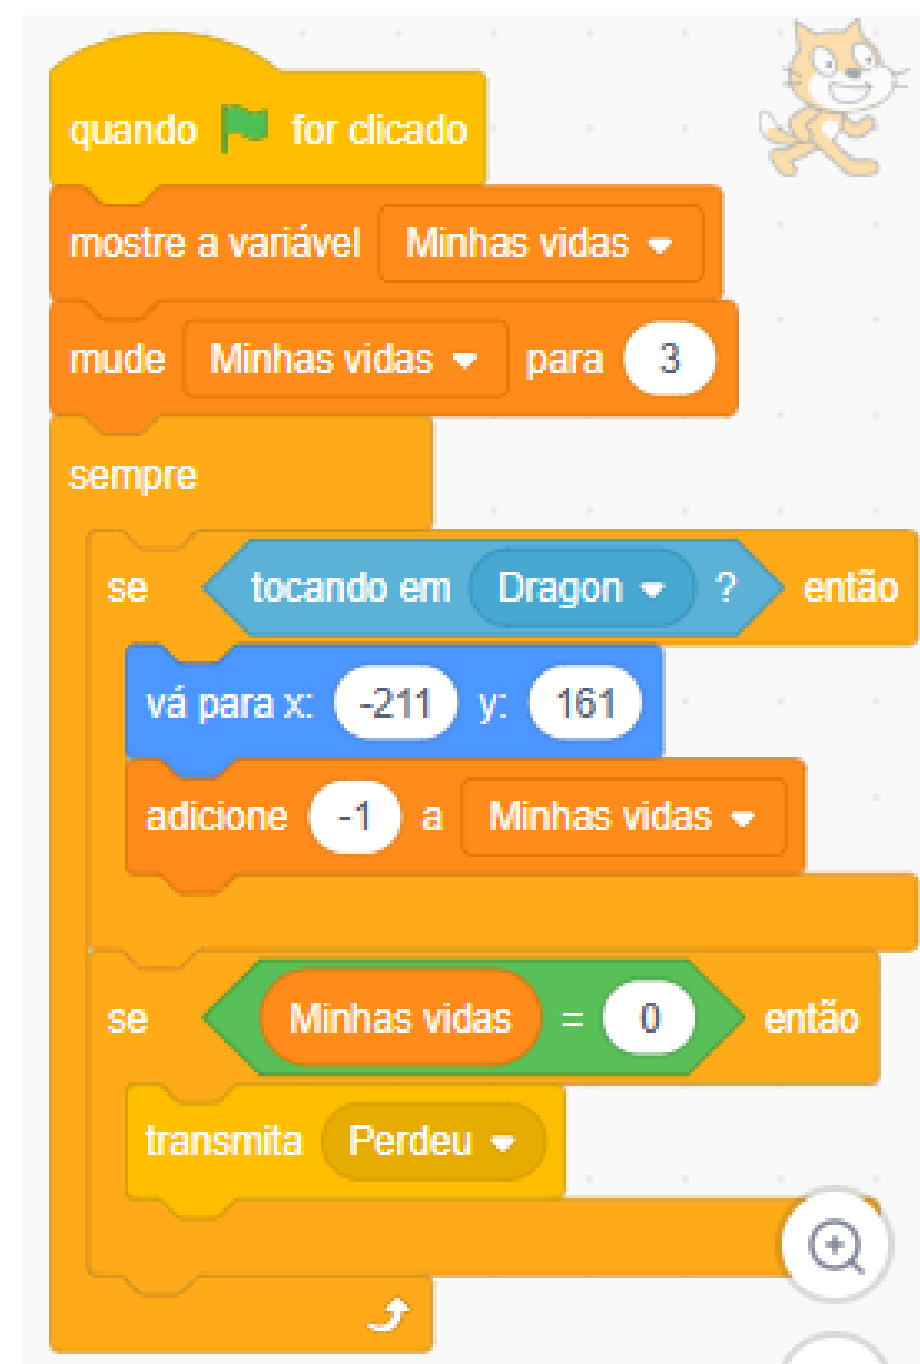 quando for clicado
mostre a variável Minhas vidas
mude Minhas vidas para 3
sempre
se tocando em Dragon ? então
vá para x: -211 y: 161
adicione -1 a Minhas vidas
se Minhas vidas = 0 então
transmita Perdeu